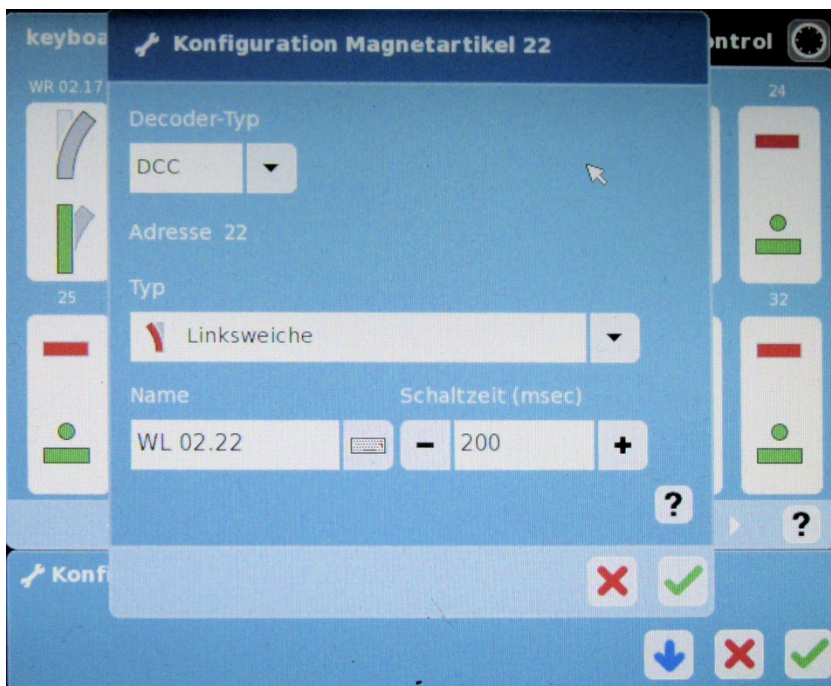 keyboa
Konfiguration Magnetartikel 22
ntrol
WR 02.17
24
Decoder-Typ
DCC
Adresse 22
25
Typ
32
Linksweiche
Name
Schaltzeit (msec)
WL 02.22
-
200
+
?
?
Konfi